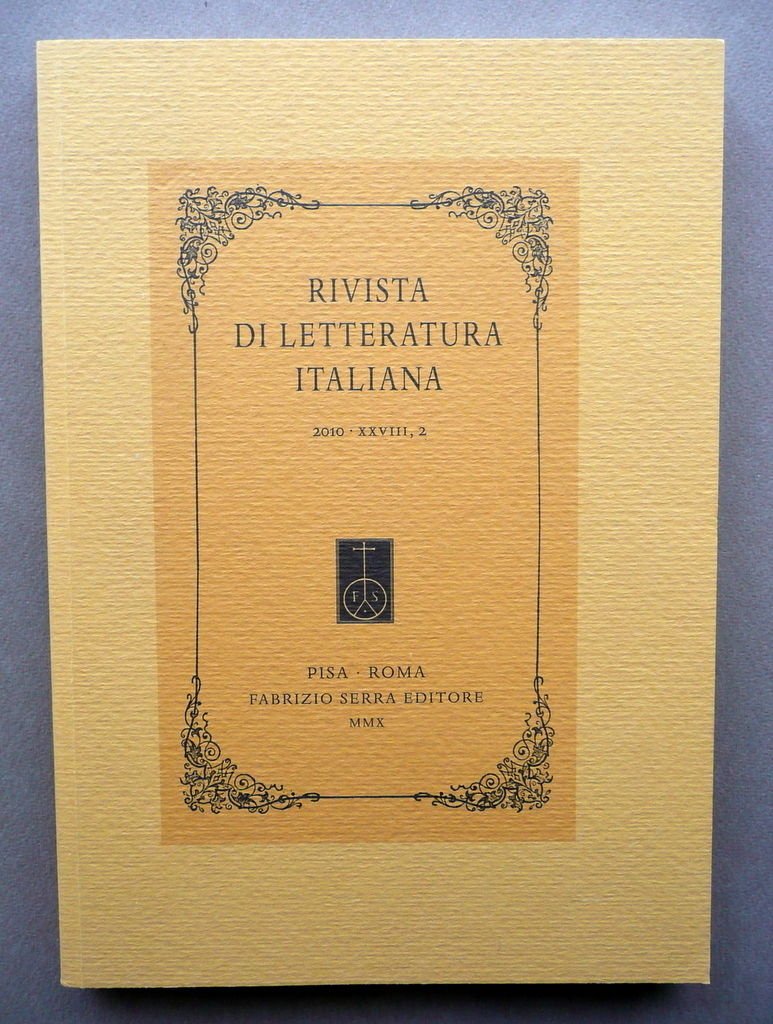 RIVISTA
DI LETTERATURA
ITALIANA
2010 · XXVIII, 2
F S
PISA · ROMA
FABRIZIO SERRA EDITORE
MMX